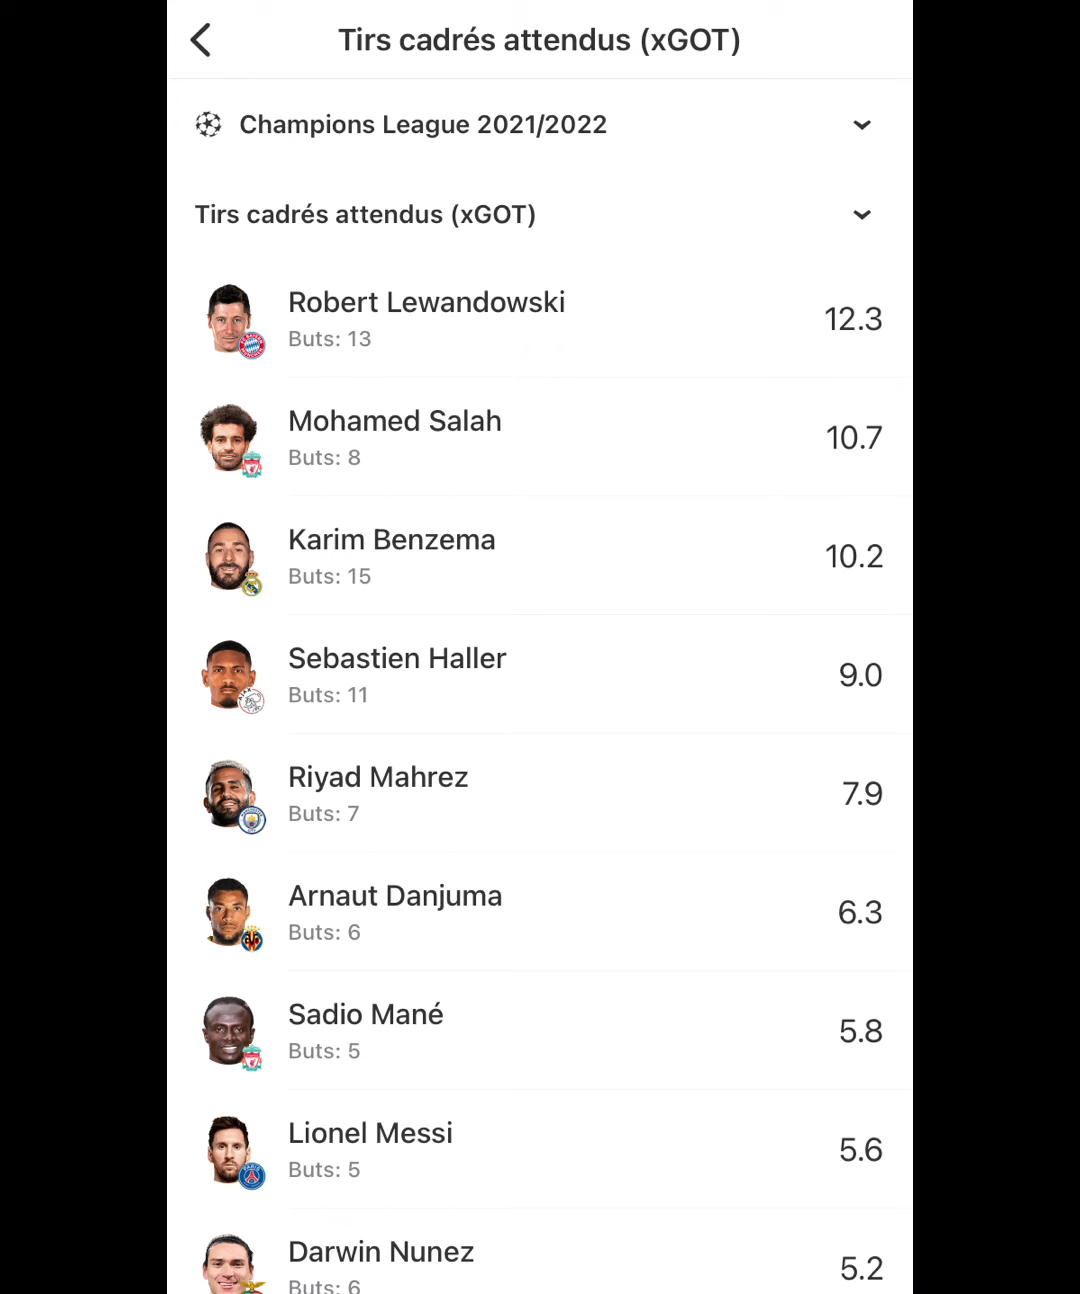 Tirs cadrés attendus (xGOT)
Champions League 2021/2022
Tirs cadrés attendus (xGOT)
Robert Lewandowski
Buts: 13
12.3
Mohamed Salah
Buts: 8
10.7
Karim Benzema
Buts: 15
10.2
Sebastien Haller
Buts: 11
9.0
Riyad Mahrez
Buts: 7
7.9
Arnaut Danjuma
Buts: 6
6.3
Sadio Mané
Buts: 5
5.8
Lionel Messi
Buts: 5
5.6
Darwin Nunez
Buts: 6
5.2